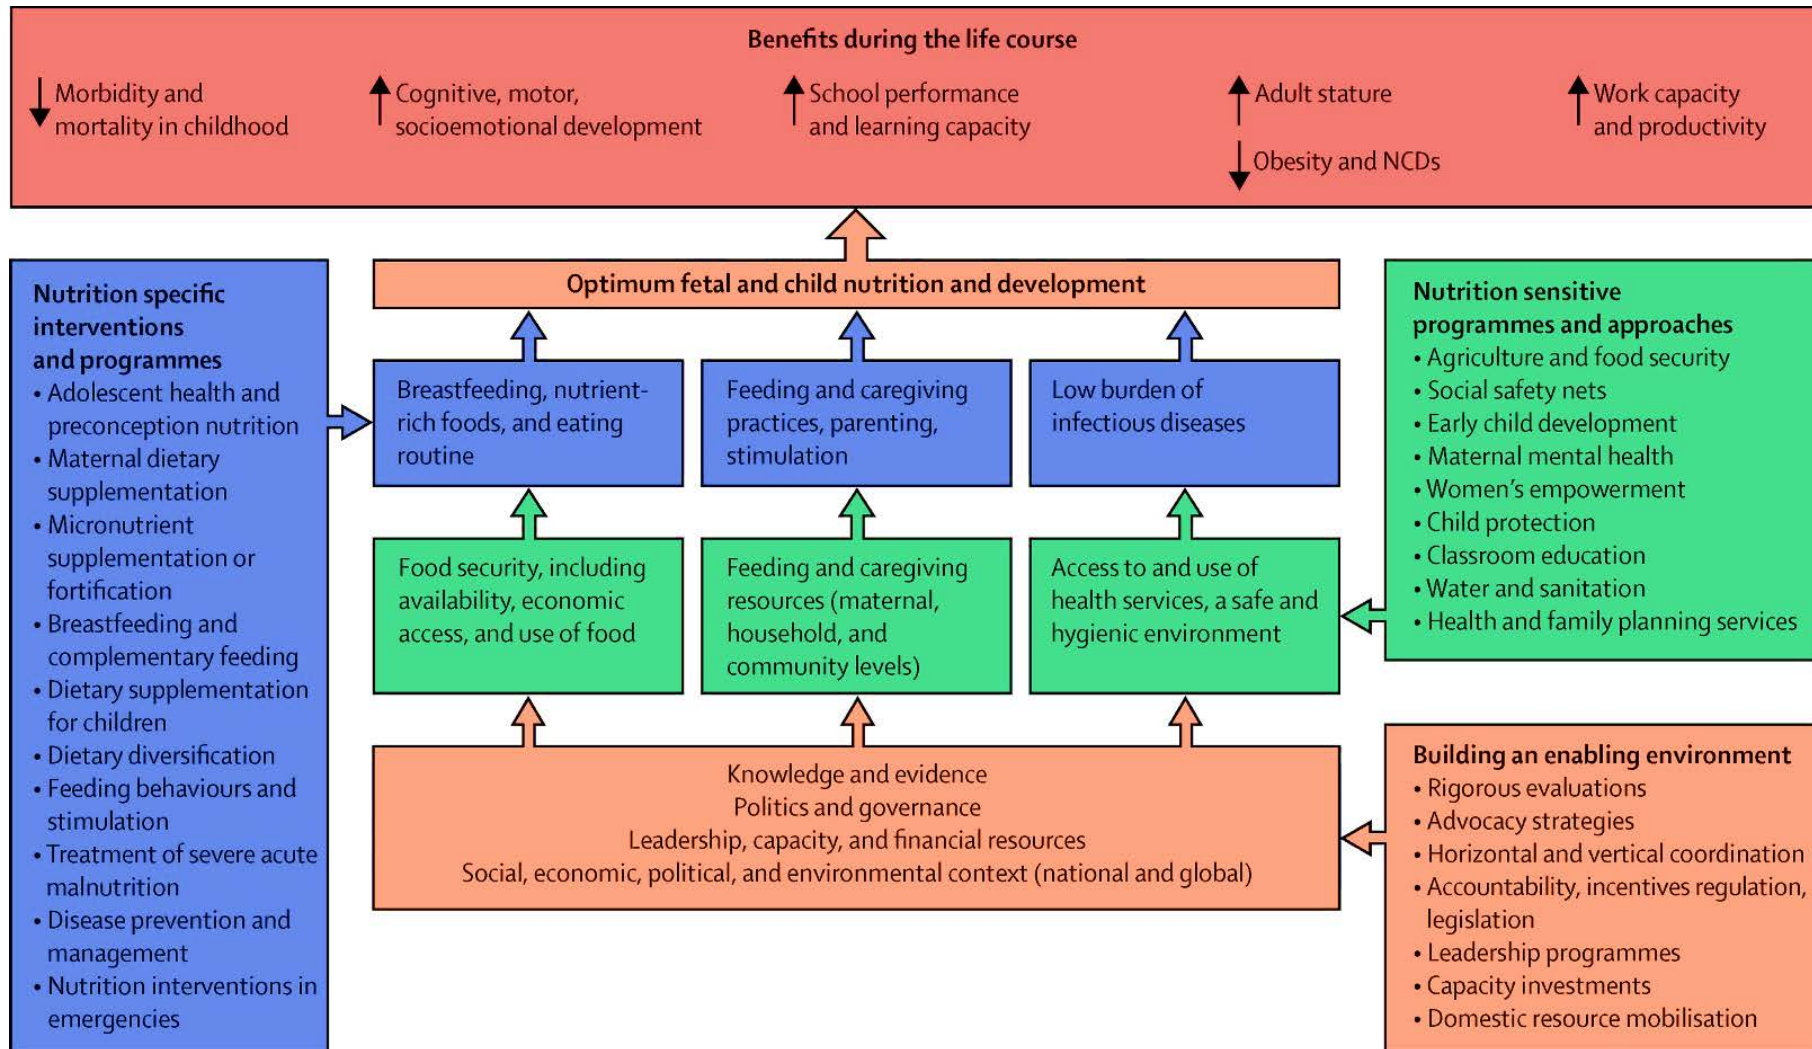 Benefits during the life course
Morbidity and
mortality in childhood
Cognitive, motor,
socioemotional development
School performance
and learning capacity
Adult stature
Obesity and NCDs
Work capacity
and productivity
Nutrition specific
interventions
and programmes
• Adolescent health and
preconception nutrition
• Maternal dietary
supplementation
• Micronutrient
supplementation or
fortification
• Breastfeeding and
complementary feeding
• Dietary supplementation
for children
• Dietary diversification
• Feeding behaviours and
stimulation
• Treatment of severe acute
malnutrition
• Disease prevention and
management
• Nutrition interventions in
emergencies
Optimum fetal and child nutrition and development
Breastfeeding, nutrient-
rich foods, and eating
routine
Feeding and caregiving
practices, parenting,
stimulation
Low burden of
infectious diseases
Food security, including
availability, economic
access, and use of food
Feeding and caregiving
resources (maternal,
household, and
community levels)
Access to and use of
health services, a safe and
hygienic environment
Knowledge and evidence
Politics and governance
Leadership, capacity, and financial resources
Social, economic, political, and environmental context (national and global)
Nutrition sensitive
programmes and approaches
• Agriculture and food security
• Social safety nets
• Early child development
• Maternal mental health
• Women's empowerment
• Child protection
• Classroom education
• Water and sanitation
• Health and family planning services
Building an enabling environment
• Rigorous evaluations
• Advocacy strategies
• Horizontal and vertical coordination
• Accountability, incentives regulation,
legislation
• Leadership programmes
• Capacity investments
• Domestic resource mobilisation